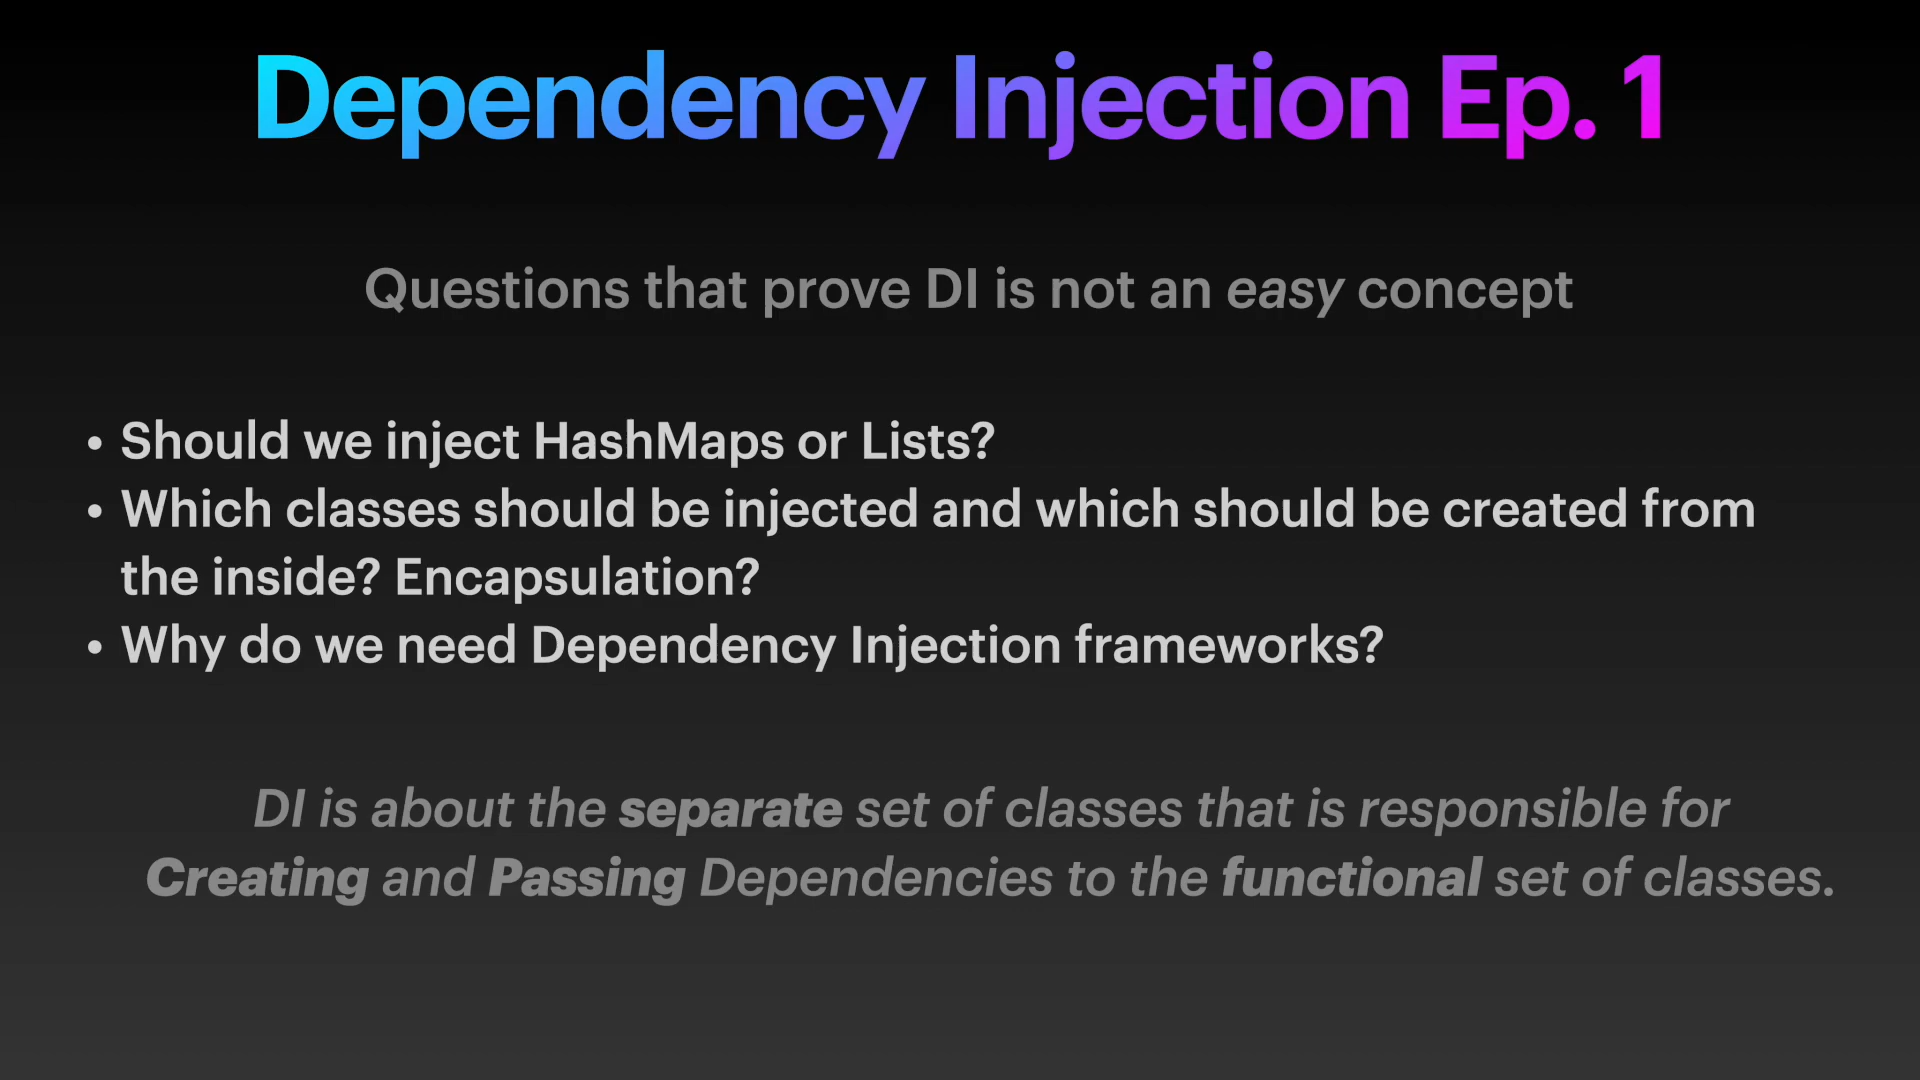 Dependency Injection Ep. 1
Questions that prove DI is not an easy concept
• Should we inject HashMaps or Lists?
• Which classes should be injected and which should be created from
the inside? Encapsulation?
• Why do we need Dependency Injection frameworks?
DI is about the separate set of classes that is responsible for
Creating and Passing Dependencies to the functional set of classes.